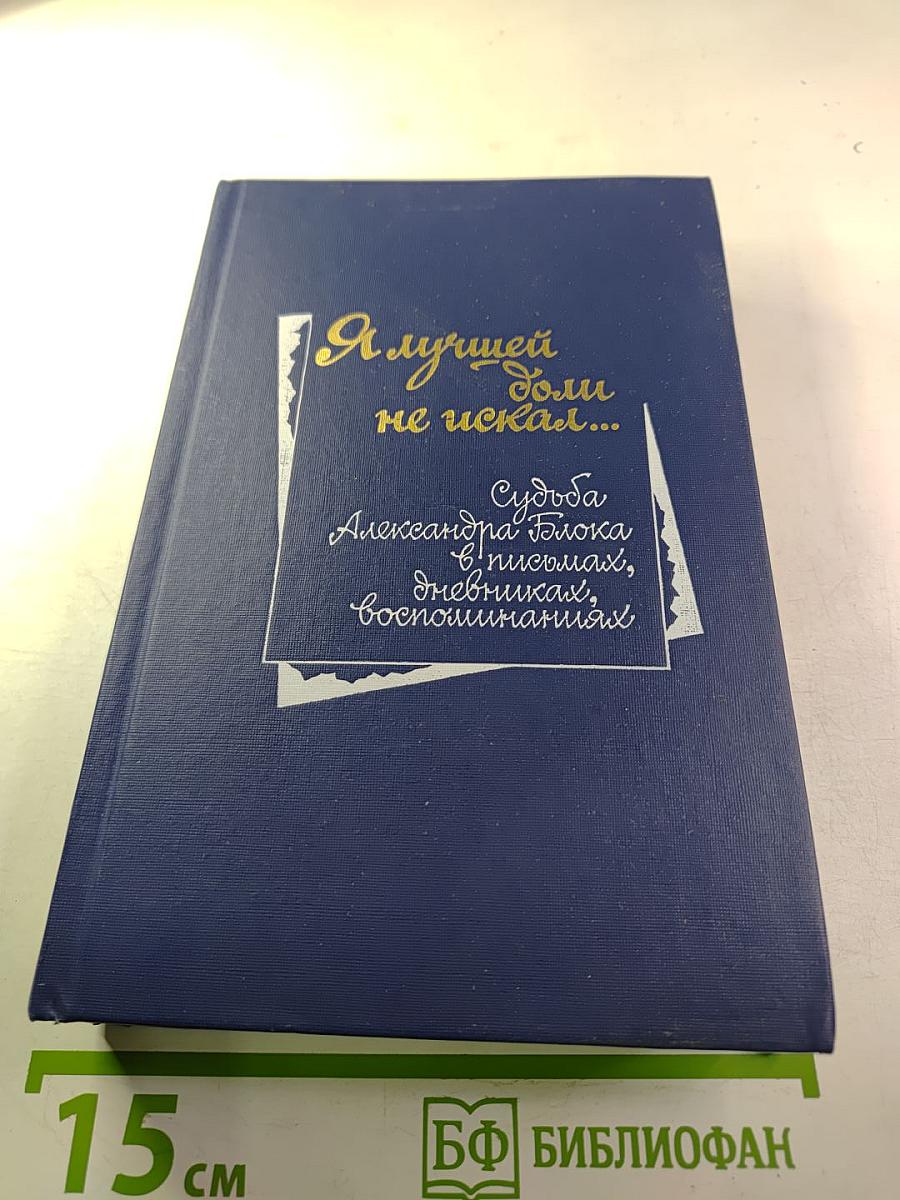 Я лучшей
доли
не искал...
Судьба
Александра Блока
в письмах,
дневниках,
воспоминаниях
15 см
БФ БИБЛИОФАН